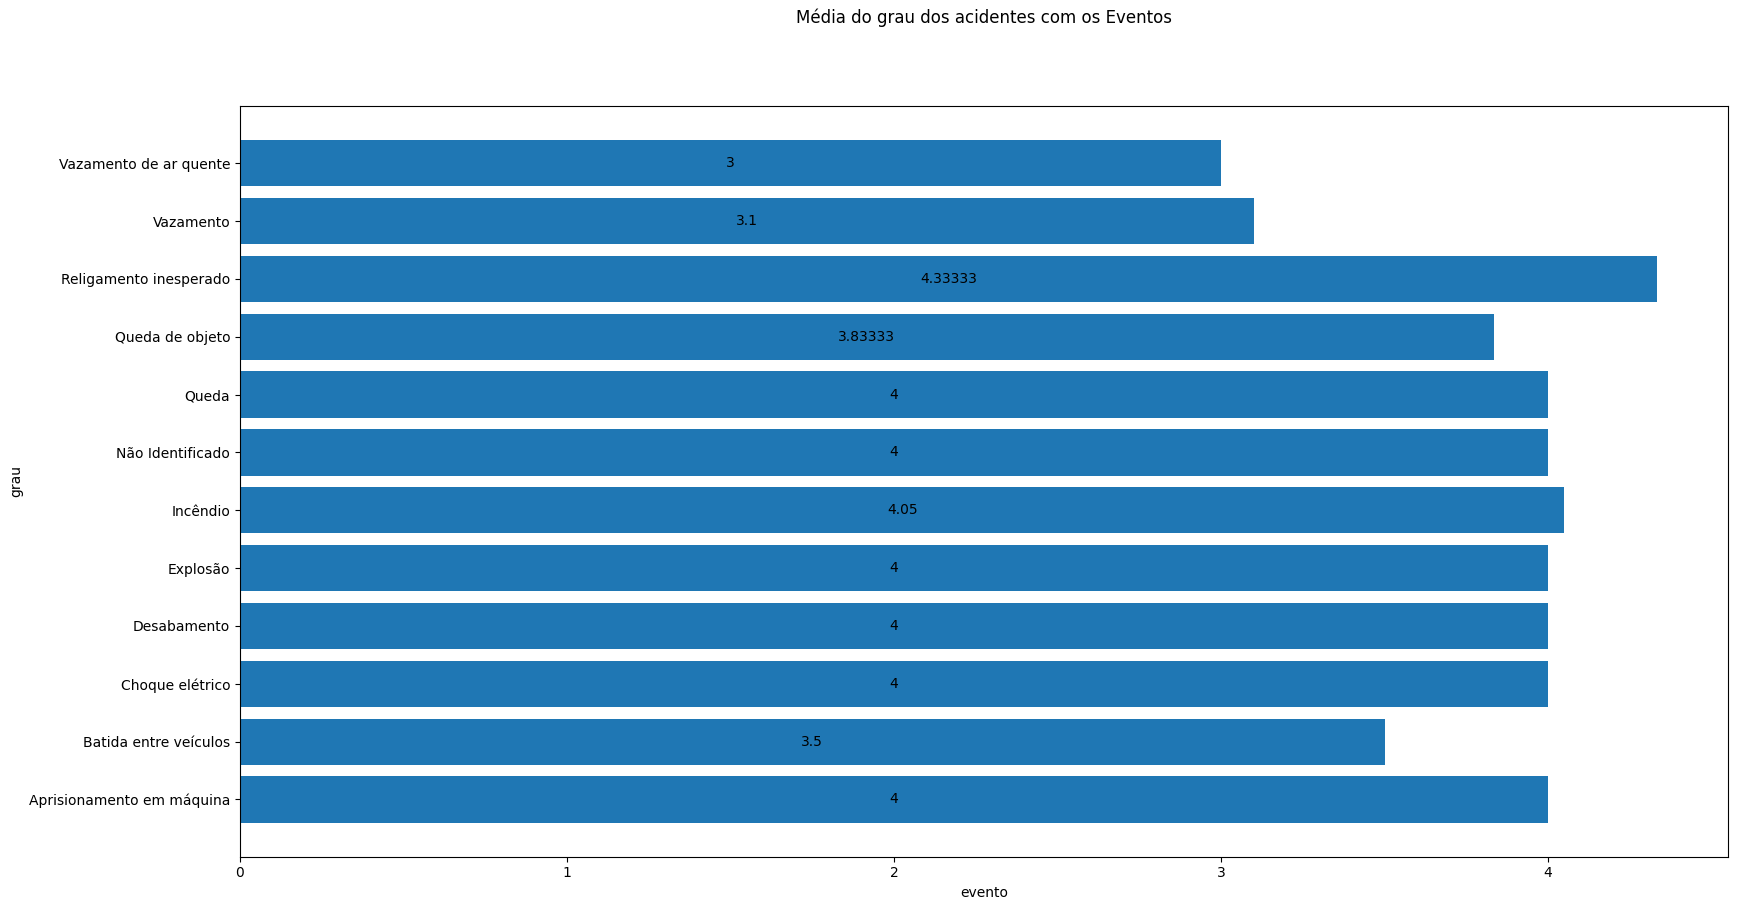 Média do grau dos acidentes com os Eventos
Vazamento de ar quente
3
Vazamento
3.1
Religamento inesperado
4.33333
Queda de objeto
3.83333
Queda
4
Não Identificado
4
Incêndio
4.05
Explosão
4
Desabamento
4
Choque elétrico
4
Batida entre veículos
3.5
Aprisionamento em máquina
4
grau
0 1 2 3 4
evento